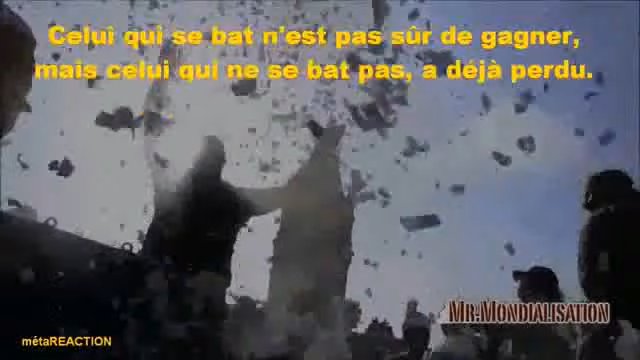 Celui qui se bat n'est pas sûr de gagner,
mais celui qui ne se bat pas, a déjà perdu.
MR.MONDIALISATION
métaREACTION